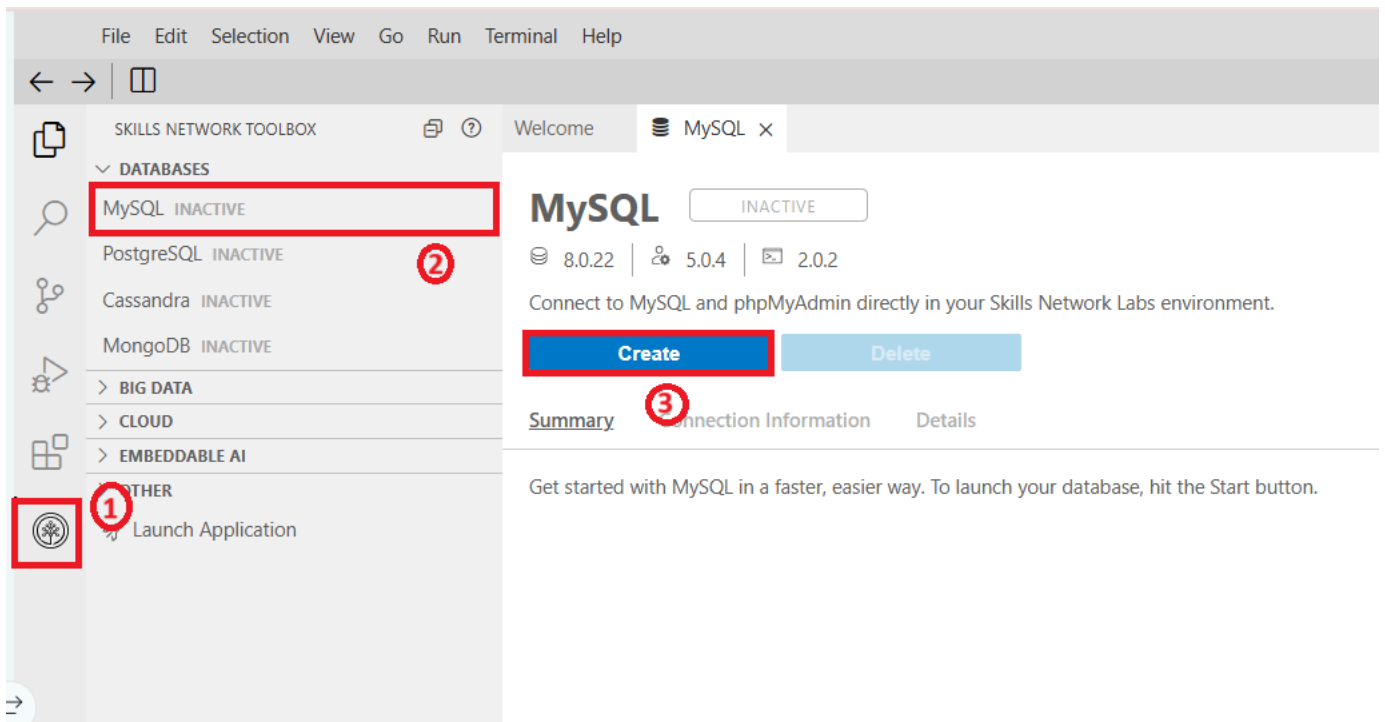 File Edit Selection View Go Run Terminal Help
SKILLS NETWORK TOOLBOX
Welcome
MySQL
DATABASES
MySQL INACTIVE
PostgreSQL INACTIVE
2
Cassandra INACTIVE
MongoDB INACTIVE
BIG DATA
CLOUD
EMBEDDABLE AI
OTHER
1
Launch Application
MySQL INACTIVE
8.0.22 5.0.4 2.0.2
Connect to MySQL and phpMyAdmin directly in your Skills Network Labs environment.
Create Delete
3
Summary Connection Information Details
Get started with MySQL in a faster, easier way. To launch your database, hit the Start button.